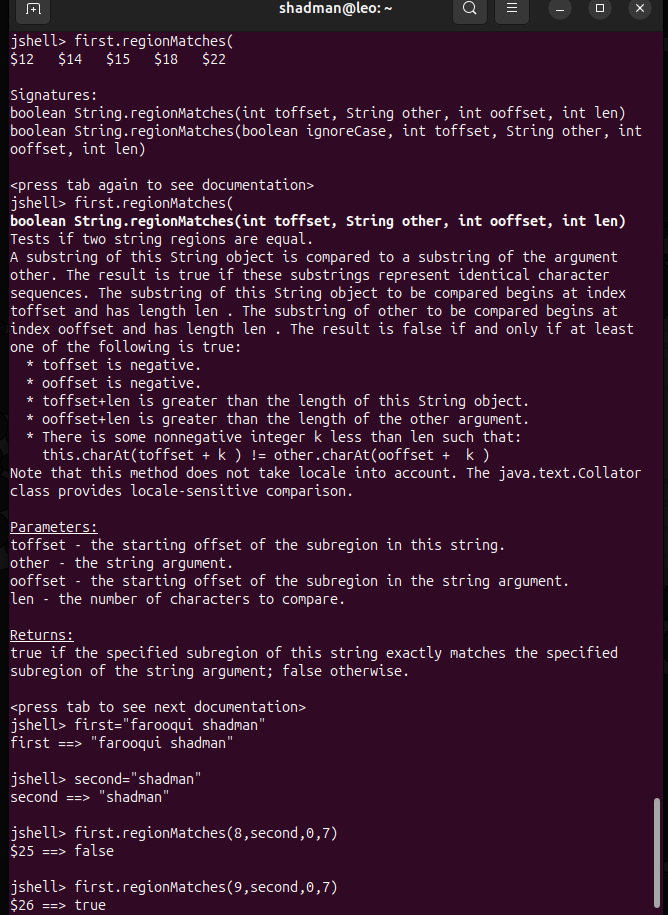 shadman@leo: ~
jshell> first.regionMatches(
$12   $14   $15   $18   $22
Signatures:
boolean String.regionMatches(int toffset, String other, int ooffset, int len)
boolean String.regionMatches(boolean ignoreCase, int toffset, String other, int
ooffset, int len)
<press tab again to see documentation>
jshell> first.regionMatches(
boolean String.regionMatches(int toffset, String other, int ooffset, int len)
Tests if two string regions are equal.
A substring of this String object is compared to a substring of the argument
other. The result is true if these substrings represent identical character
sequences. The substring of this String object to be compared begins at index
toffset and has length len . The substring of other to be compared begins at
index ooffset and has length len . The result is false if and only if at least
one of the following is true:
  * toffset is negative.
  * ooffset is negative.
  * toffset+len is greater than the length of this String object.
  * ooffset+len is greater than the length of the other argument.
  * There is some nonnegative integer k less than len such that:
    this.charAt(toffset + k ) != other.charAt(ooffset +  k )
Note that this method does not take locale into account. The java.text.Collator
class provides locale-sensitive comparison.
Parameters:
toffset - the starting offset of the subregion in this string.
other - the string argument.
ooffset - the starting offset of the subregion in the string argument.
len - the number of characters to compare.
Returns:
true if the specified subregion of this string exactly matches the specified
subregion of the string argument; false otherwise.
<press tab to see next documentation>
jshell> first="farooqui shadman"
first ==> "farooqui shadman"
jshell> second="shadman"
second ==> "shadman"
jshell> first.regionMatches(8,second,0,7)
$25 ==> false
jshell> first.regionMatches(9,second,0,7)
$26 ==> true